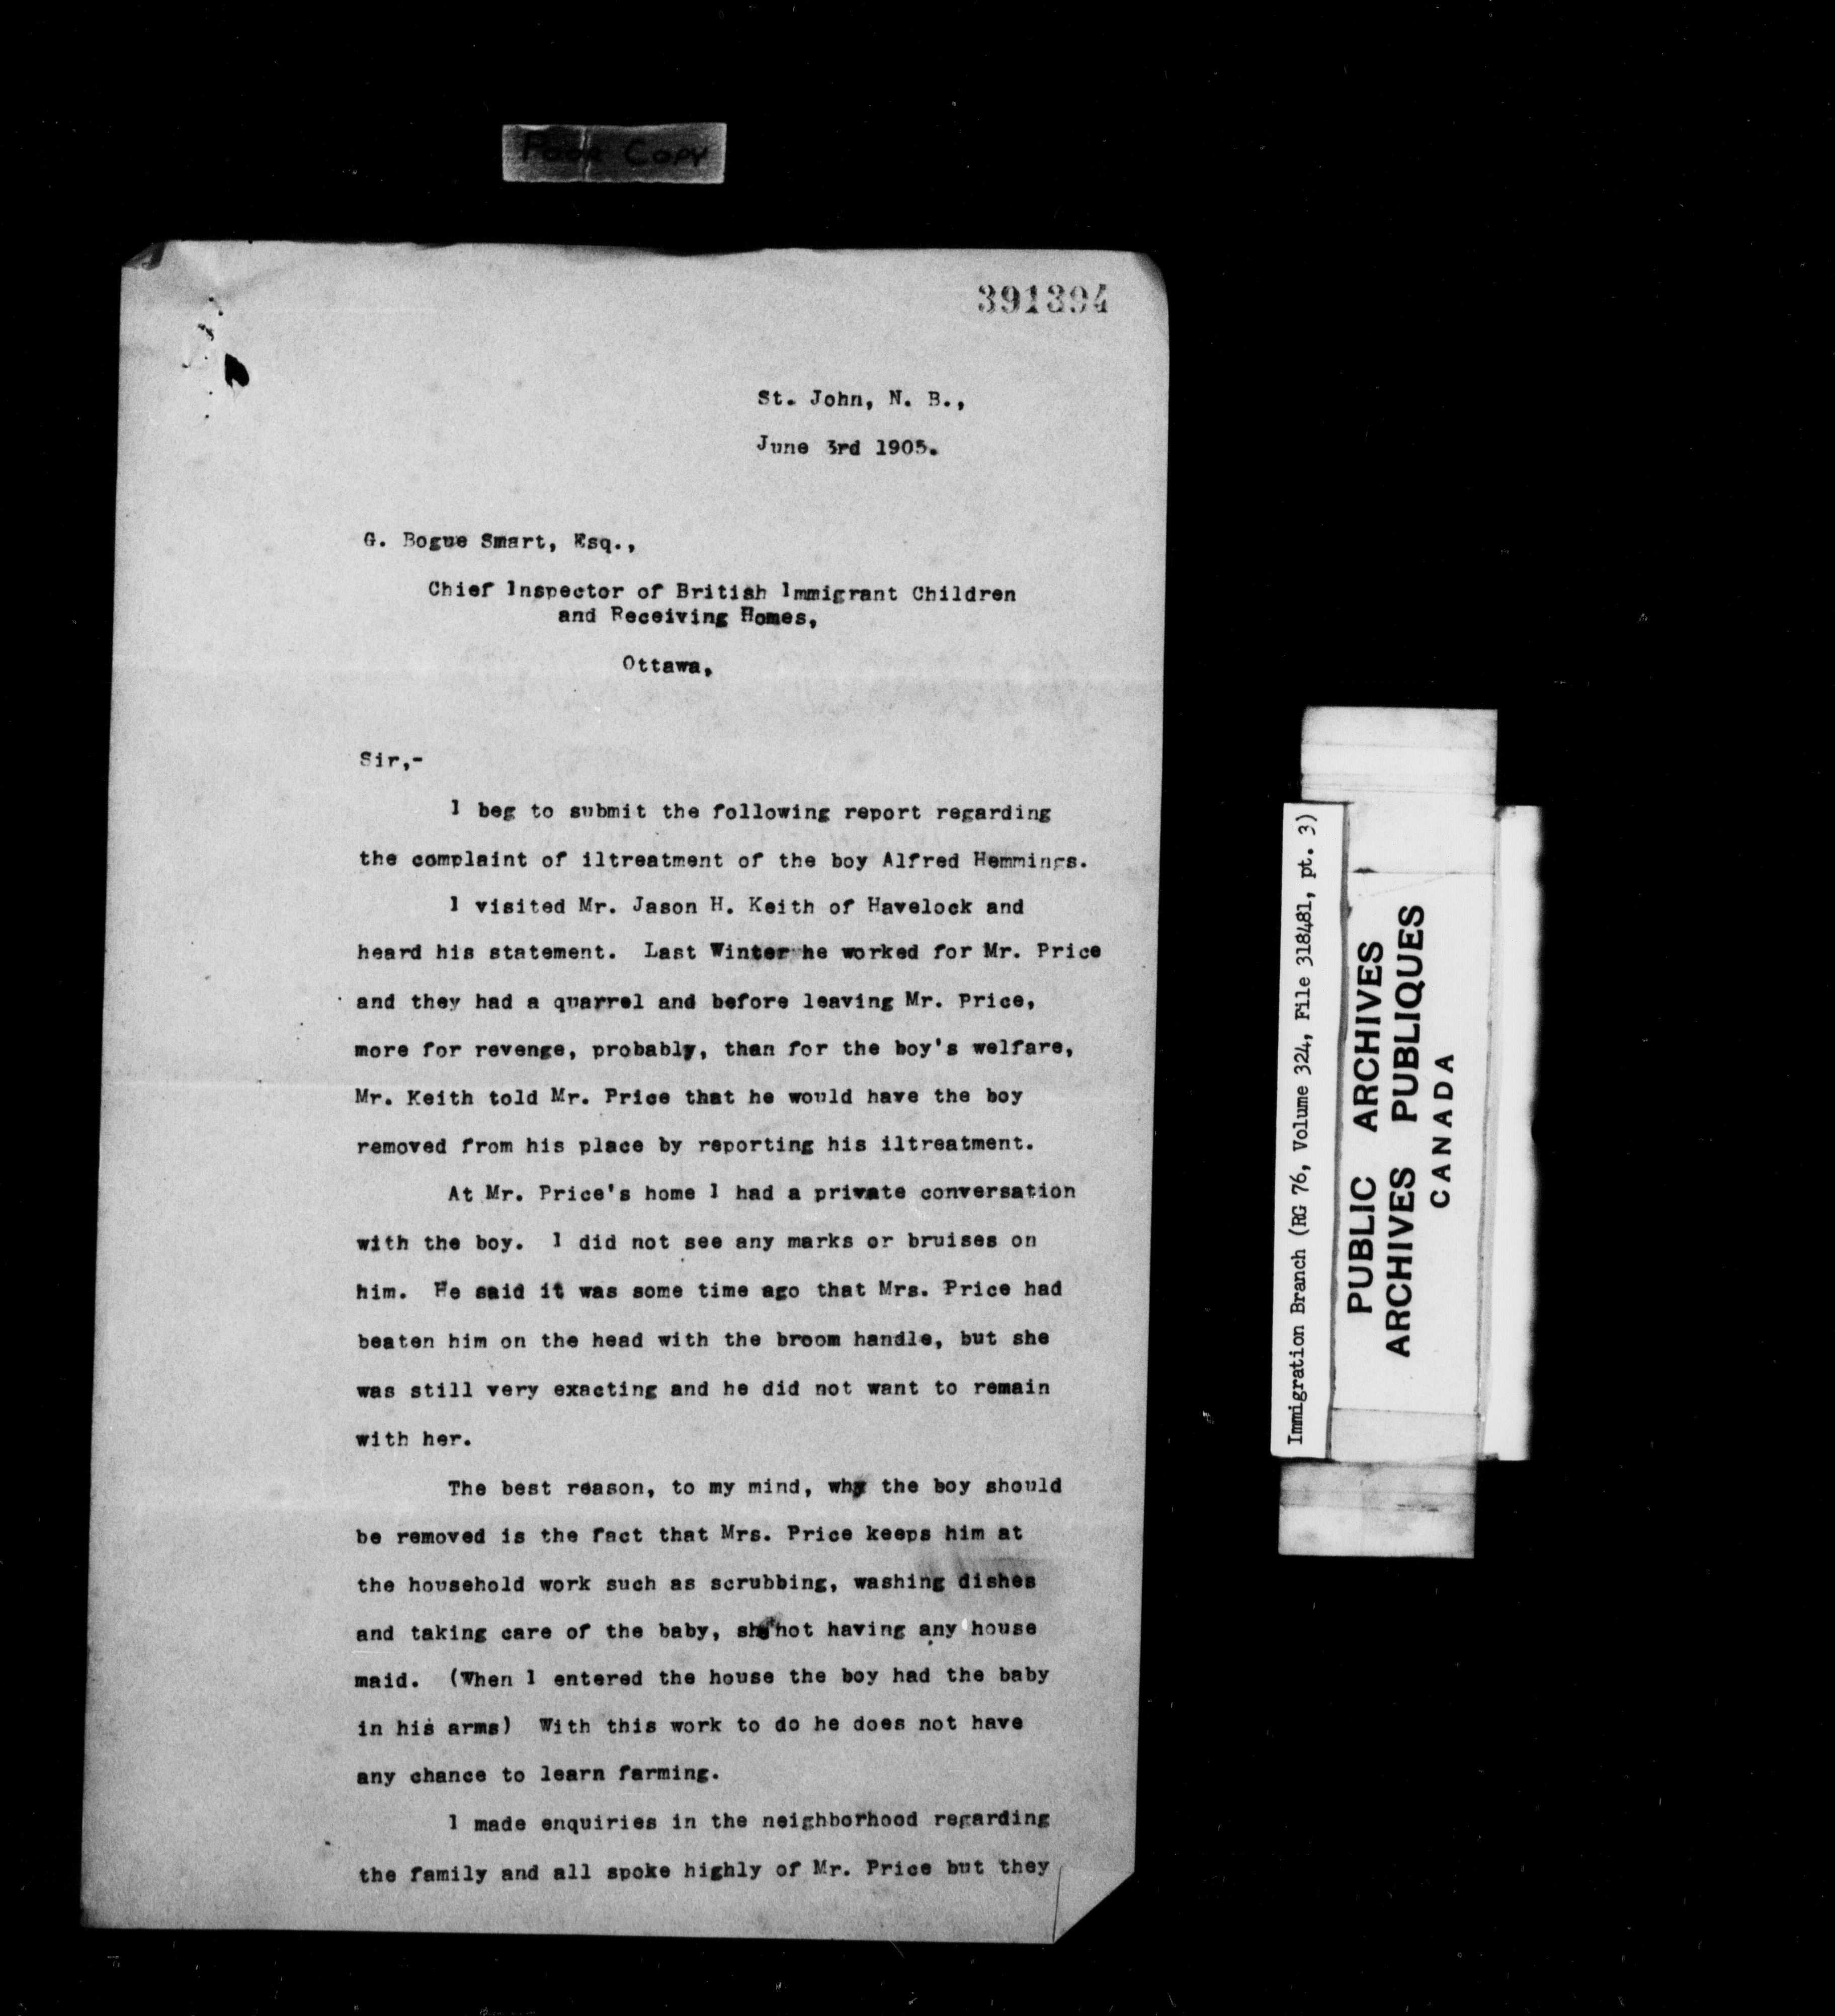 Poor Copy
391394
St. John, N. B.,
June 3rd 1905.
G. Bogue Smart, Esq.,
Chief Inspector of British Immigrant Children
and Receiving Homes,
Ottawa,
Sir,-
I beg to submit the following report regarding
the complaint of iltreatment of the boy Alfred Hemmings.
I visited Mr. Jason H. Keith of Havelock and
heard his statement. Last Winter he worked for Mr. Price
and they had a quarrel and before leaving Mr. Price,
more for revenge, probably, than for the boy's welfare,
Mr. Keith told Mr. Price that he would have the boy
removed from his place by reporting his iltreatment.
At Mr. Price's home I had a private conversation
with the boy. I did not see any marks or bruises on
him. He said it was some time ago that Mrs. Price had
beaten him on the head with the broom handle, but she
was still very exacting and he did not want to remain
with her.
The best reason, to my mind, why the boy should
be removed is the fact that Mrs. Price keeps him at
the household work such as scrubbing, washing dishes
and taking care of the baby, she not having any house
maid. (When I entered the house the boy had the baby
in his arms) With this work to do he does not have
any chance to learn farming.
I made enquiries in the neighborhood regarding
the family and all spoke highly of Mr. Price but they
Immigration Branch (RG 76, Volume 324, File 318481, pt. 3)
PUBLIC ARCHIVES
ARCHIVES PUBLIQUES
CANADA